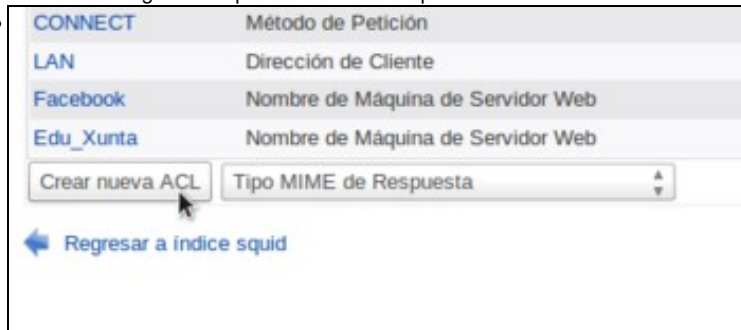 CONNECT Método de Petición
LAN Dirección de Cliente
Facebook Nombre de Máquina de Servidor Web
Edu_Xunta Nombre de Máquina de Servidor Web
Crear nueva ACL Tipo MIME de Respuesta
Regresar a índice squid